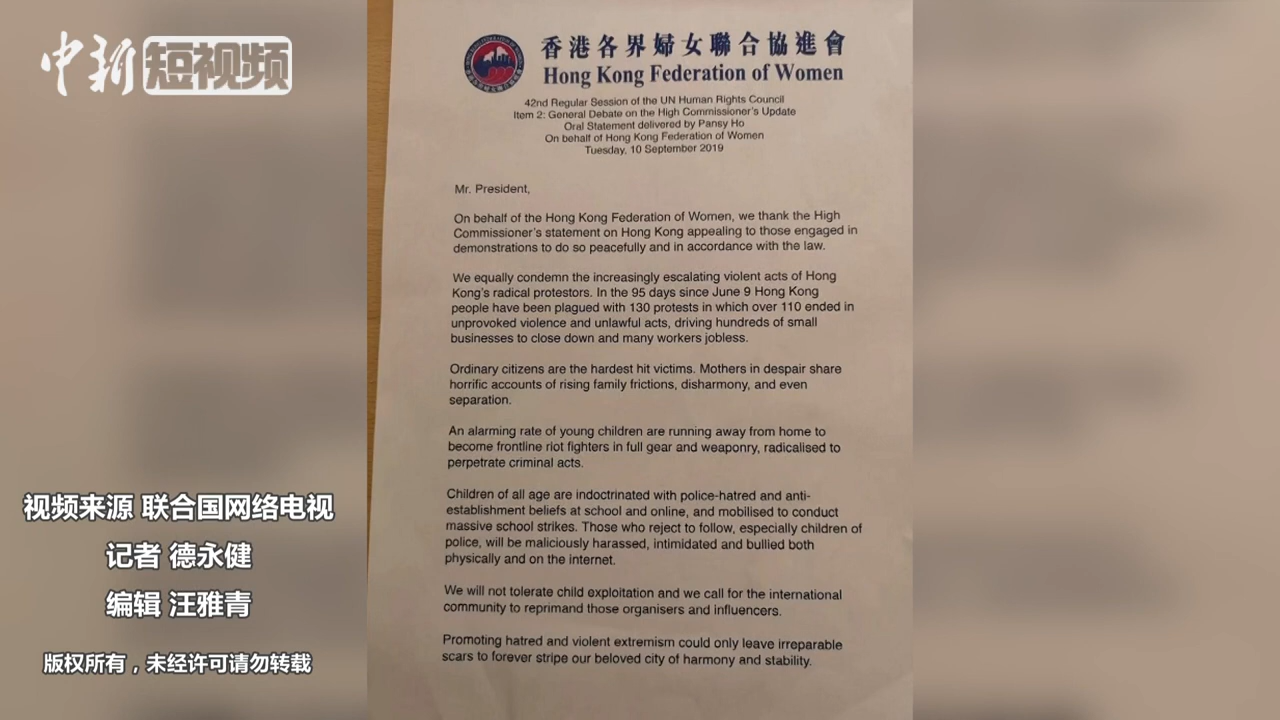 中新 短视频
香港各界婦女聯合協進會
Hong Kong Federation of Women
42nd Regular Session of the UN Human Rights Council
Item 2: General Debate on the High Commissioner's Update
Oral Statement delivered by Pansy Ho
On behalf of Hong Kong Federation of Women
Tuesday, 10 September 2019
Mr. President,
On behalf of the Hong Kong Federation of Women, we thank the High
Commissioner's statement on Hong Kong appealing to those engaged in
demonstrations to do so peacefully and in accordance with the law.
We equally condemn the increasingly escalating violent acts of Hong
Kong's radical protestors. In the 95 days since June 9 Hong Kong
people have been plagued with 130 protests in which over 110 ended in
unprovoked violence and unlawful acts, driving hundreds of small
businesses to close down and many workers jobless.
Ordinary citizens are the hardest hit victims. Mothers in despair share
horrific accounts of rising family frictions, disharmony, and even
separation.
An alarming rate of young children are running away from home to
become frontline riot fighters in full gear and weaponry, radicalised to
perpetrate criminal acts.
Children of all age are indoctrinated with police-hatred and anti-
establishment beliefs at school and online, and mobilised to conduct
massive school strikes. Those who reject to follow, especially children of
police, will be maliciously harassed, intimidated and bullied both
physically and on the internet.
We will not tolerate child exploitation and we call for the international
community to reprimand those organisers and influencers.
Promoting hatred and violent extremism could only leave irreparable
scars to forever stripe our beloved city of harmony and stability.
视频来源 联合国网络电视
记者 德永健
编辑 汪雅青
版权所有，未经许可请勿转载